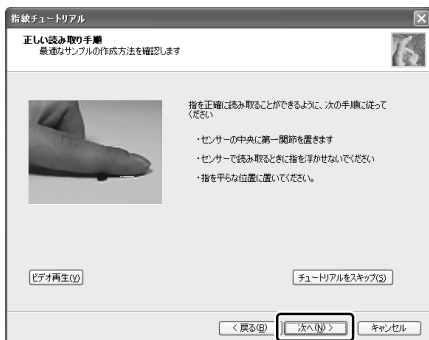 指紋チュートリアル
正しい読み取り手順
最適なサンプルの作成方法を確認します
指を正確に読み取ることができるように、次の手順に従って
ください
・センサーの中央に第一関節を置きます
・センサーで読み取るときに指を浮かせないでください
・指を平らな位置に置いてください。
ビデオ再生(V)
チュートリアルをスキップ(S)
< 戻る(B)
次へ(N) >
キャンセル